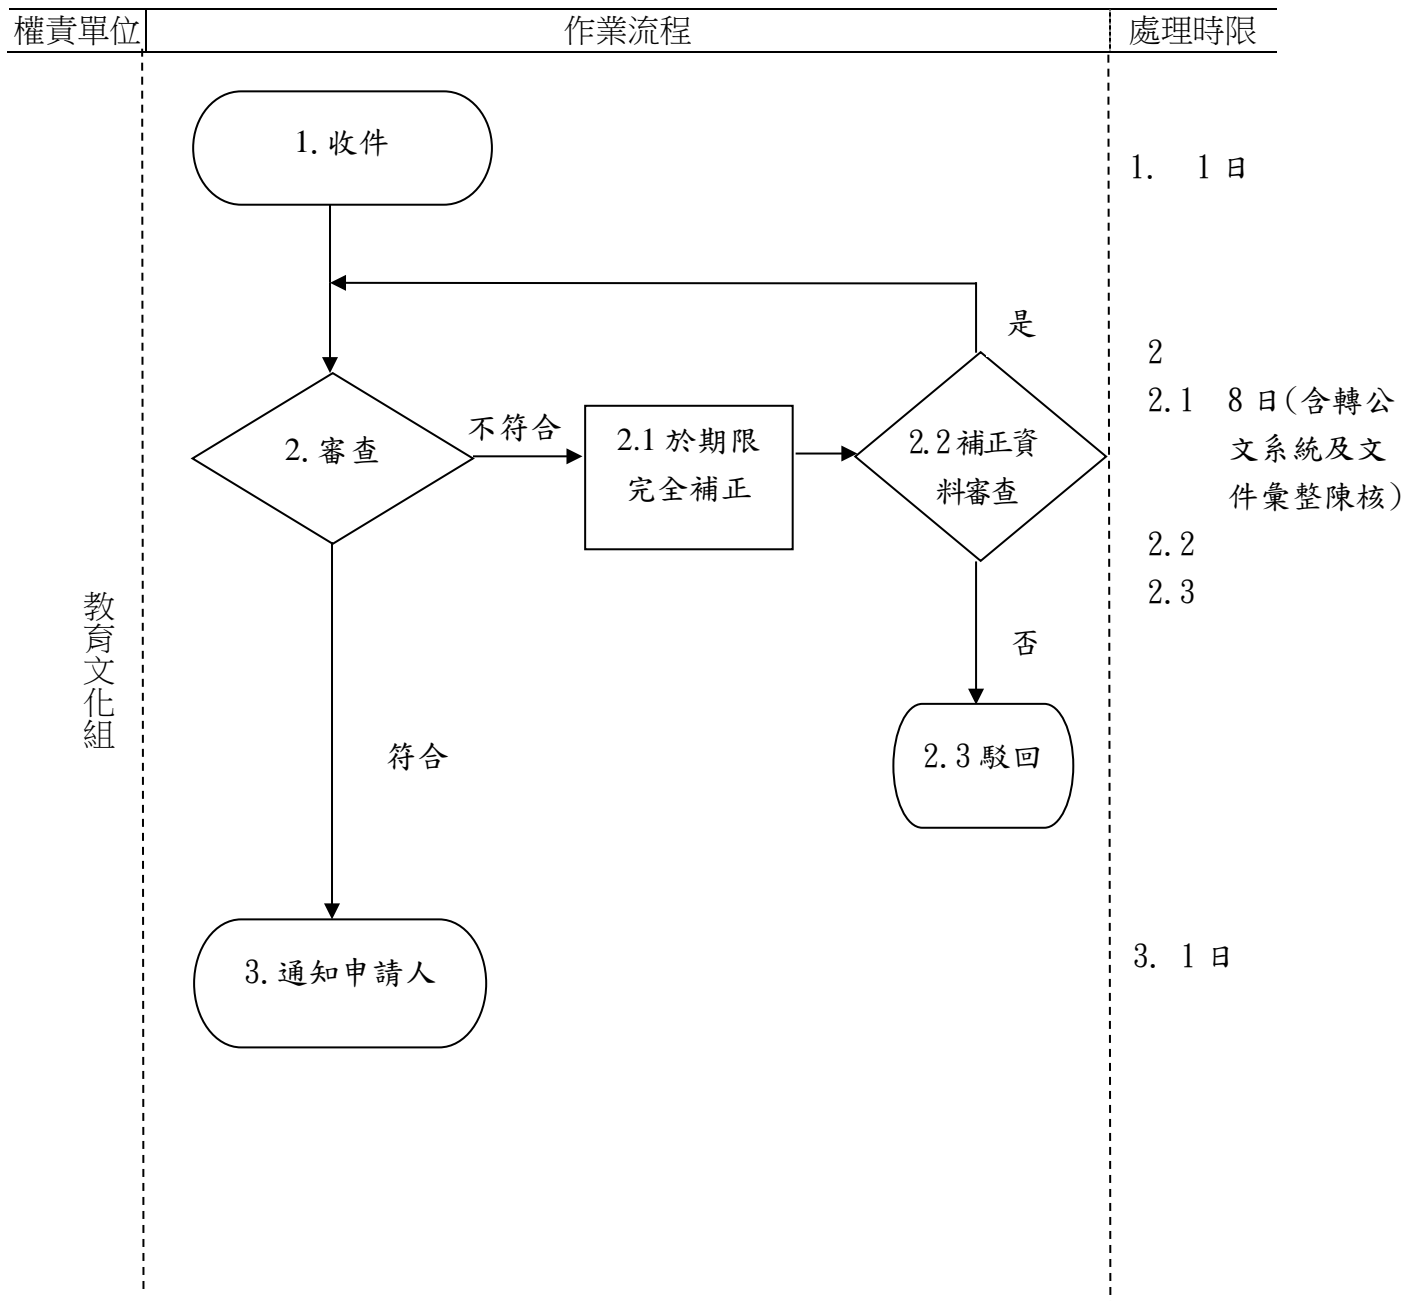 權責單位
作業流程
處理時限
1.收件
1. 1日
是
2
不符合
2.1 8日(含轉公
文系統及文
件彙整陳核)
2.審查
2.1於期限
完全補正
2.2補正資
料審查
2.2
2.3
教育文化組
否
符合
2.3駁回
3.通知申請人
3. 1日